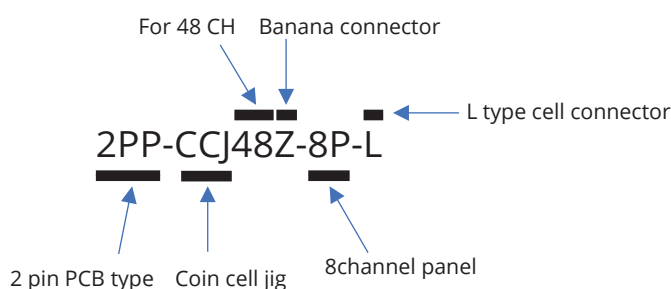 For 48 CH
Banana connector
L type cell connector
2PP-CCJ48Z-8P-L
2 pin PCB type
Coin cell jig
8channel panel